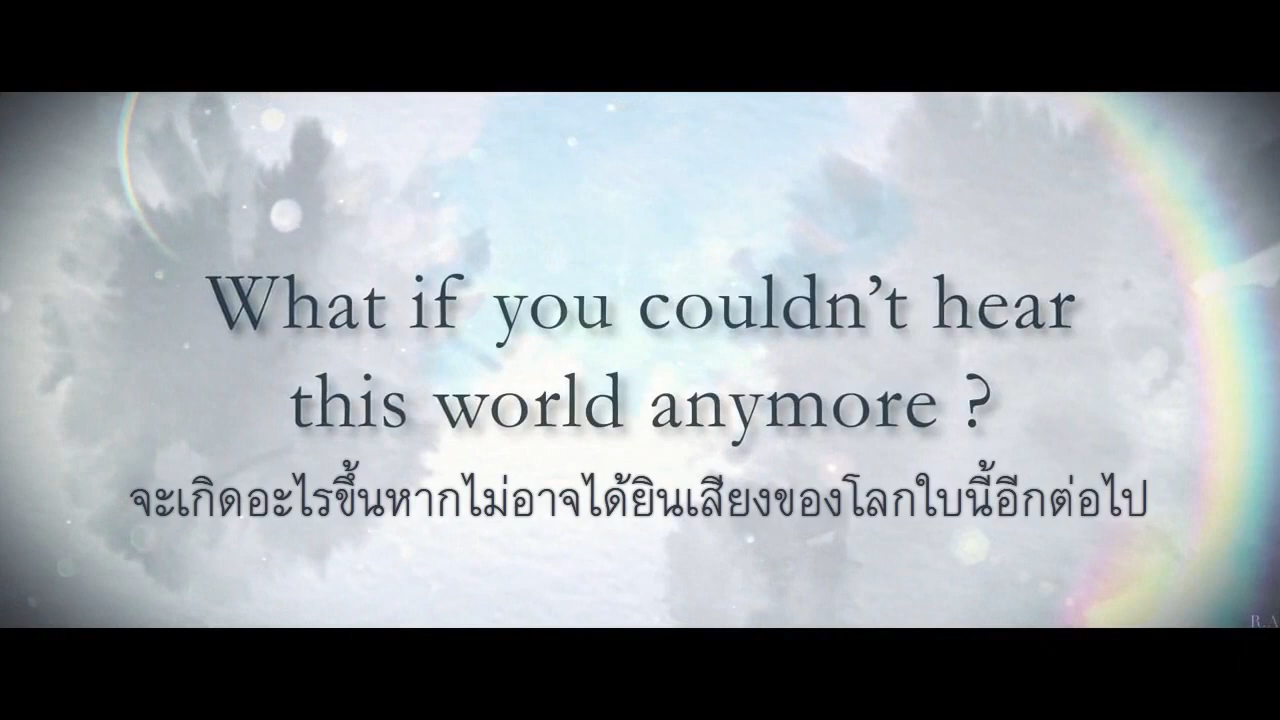 What if you couldn't hear
this world anymore ?
จะเกิดอะไรขึ้นหากไม่อาจได้ยินเสียงของโลกใบนี้อีกต่อไป